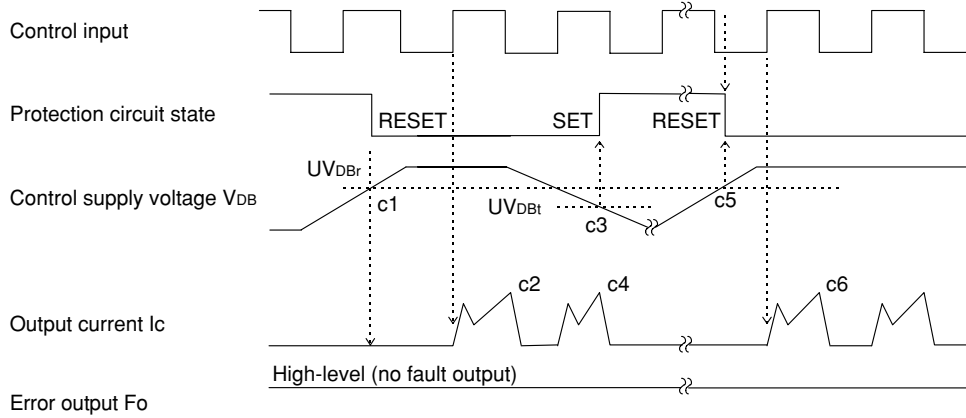 Control input
Protection circuit state
RESET
SET
RESET
UVDBr
Control supply voltage VDB
c1
UVDBt
c3
c5
c2
c4
c6
Output current Ic
High-level (no fault output)
Error output Fo